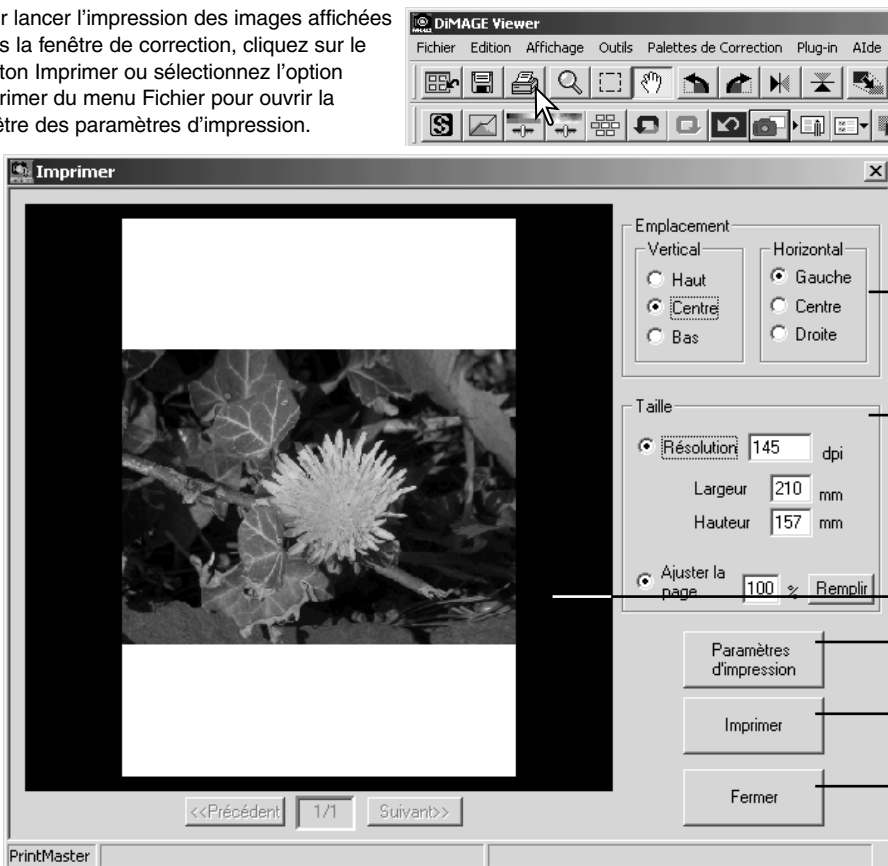 r lancer l’impression des images affichées
s la fenêtre de correction, cliquez sur le
ton Imprimer ou sélectionnez l’option
rimer du menu Fichier pour ouvrir la
être des paramètres d’impression.
DiMAGE Viewer
Fichier Edition Affichage Outils Palettes de Correction Plug-in AIde
S
Imprimer
Emplacement
Vertical
Haut
Centre
Bas
Horizontal
Gauche
Centre
Droite
Taille
Résolution 145 dpi
Largeur 210 mm
Hauteur 157 mm
Ajuster la
page 100 % Remplir
Paramètres
d'impression
Imprimer
Fermer
<<Précédent 1/1 Suivant>>
PrintMaster